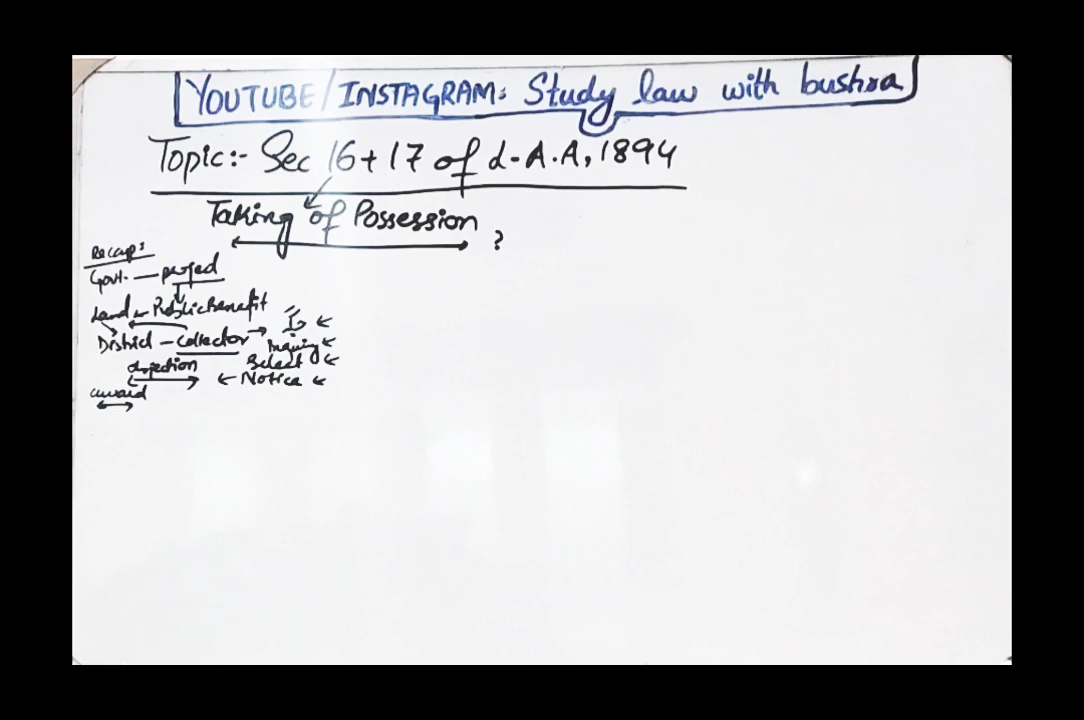 YOUTUBE/INSTAGRAM: Study law with bushra
Topic:- Sec 16+17 of L.A.A, 1894
Taking of Possession ?
Recap:
Govt. — project
Land Public Benefit
District - Collector
Inquiry
Select
objection
Notice
award